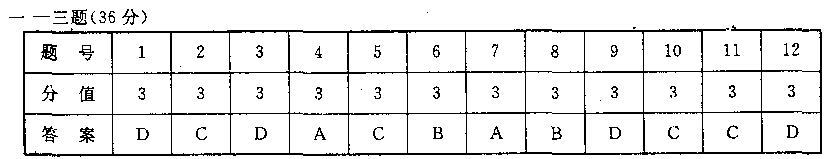 一 一三题(36分)
题 号 1 2 3 4 5 6 7 8 9 10 11 12
分 值 3 3 3 3 3 3 3 3 3 3 3 3
答 案 D C D A C B A B D C C D